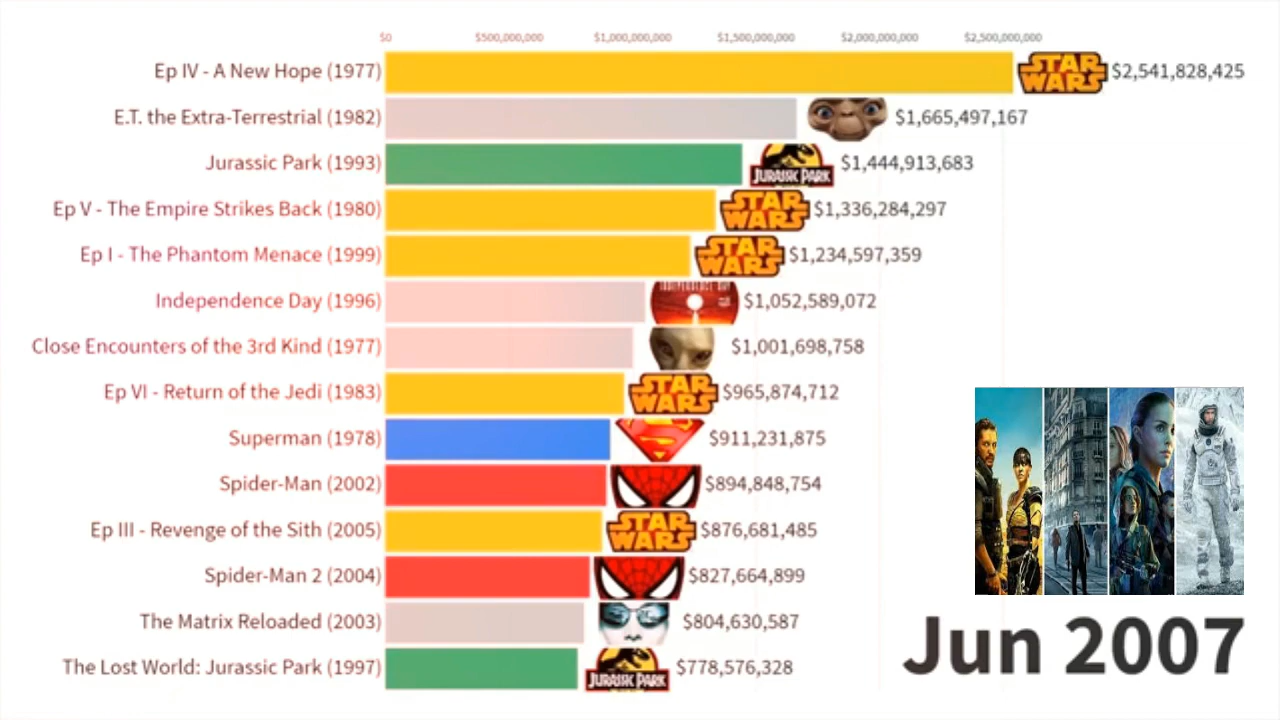 $0 $500,000,000 $1,000,000,000 $1,500,000,000 $2,000,000,000 $2,500,000,000
Ep IV - A New Hope (1977) STAR WARS $2,541,828,425
E.T. the Extra-Terrestrial (1982) $1,665,497,167
Jurassic Park (1993) JURASSIC PARK $1,444,913,683
Ep V - The Empire Strikes Back (1980) STAR WARS $1,336,284,297
Ep I - The Phantom Menace (1999) STAR WARS $1,234,597,359
Independence Day (1996) INDEPENDENCE DAY $1,052,589,072
Close Encounters of the 3rd Kind (1977) $1,001,698,758
Ep VI - Return of the Jedi (1983) STAR WARS $965,874,712
Superman (1978) $911,231,875
Spider-Man (2002) $894,848,754
Ep III - Revenge of the Sith (2005) STAR WARS $876,681,485
Spider-Man 2 (2004) $827,664,899
The Matrix Reloaded (2003) $804,630,587
The Lost World: Jurassic Park (1997) JURASSIC PARK $778,576,328
Jun 2007